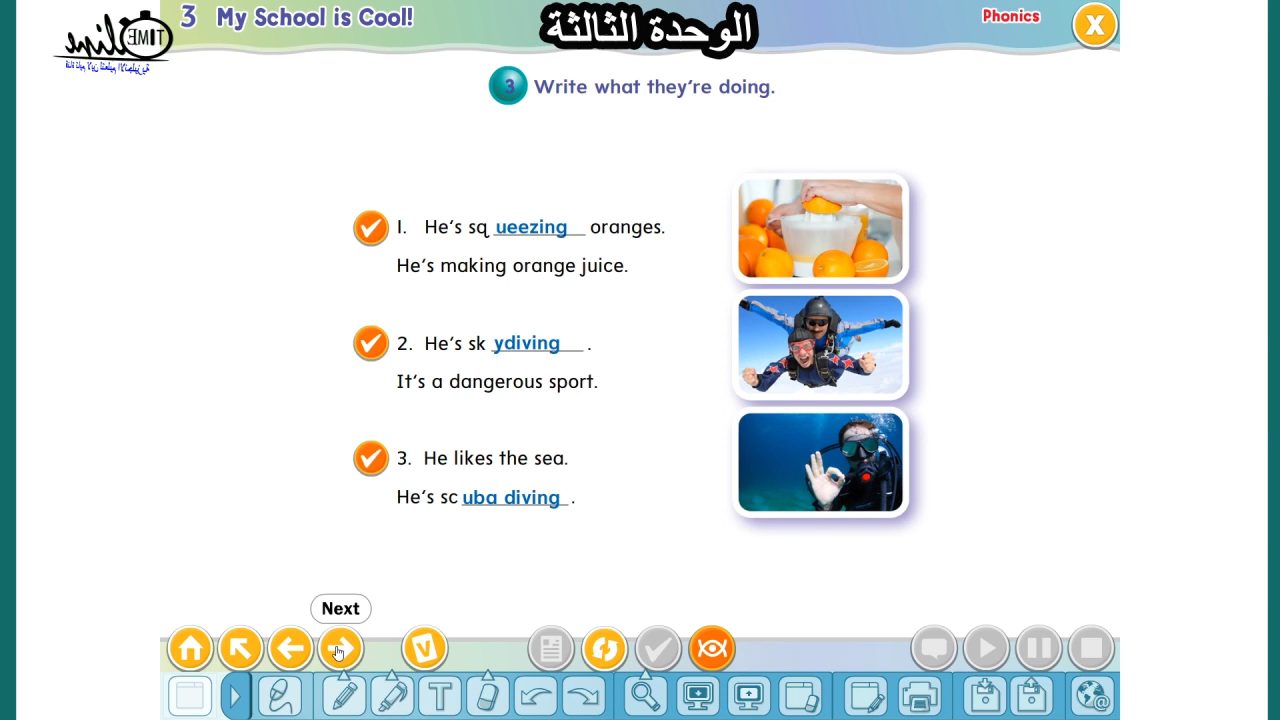 3 My School is Cool!
الوحدة الثالثة
Phonics
X
TIME
3 Write what they're doing.
1. He's squeezing oranges.
He's making orange juice.
2. He's skydiving.
It's a dangerous sport.
3. He likes the sea.
He's scuba diving.
Next
V
T